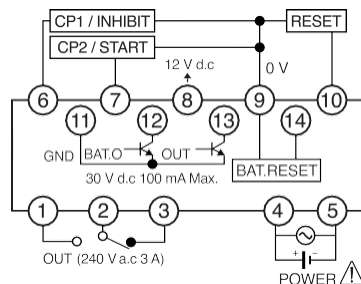 CP1 / INHIBIT
RESET
CP2 / START
12 V d.c
0 V
6
7
8
9
10
11
12
13
14
GND
BAT.O
OUT
BAT.RESET
30 V d.c 100 mA Max.
1
2
3
4
5
OUT (240 V a.c 3 A)
+
−
POWER
!